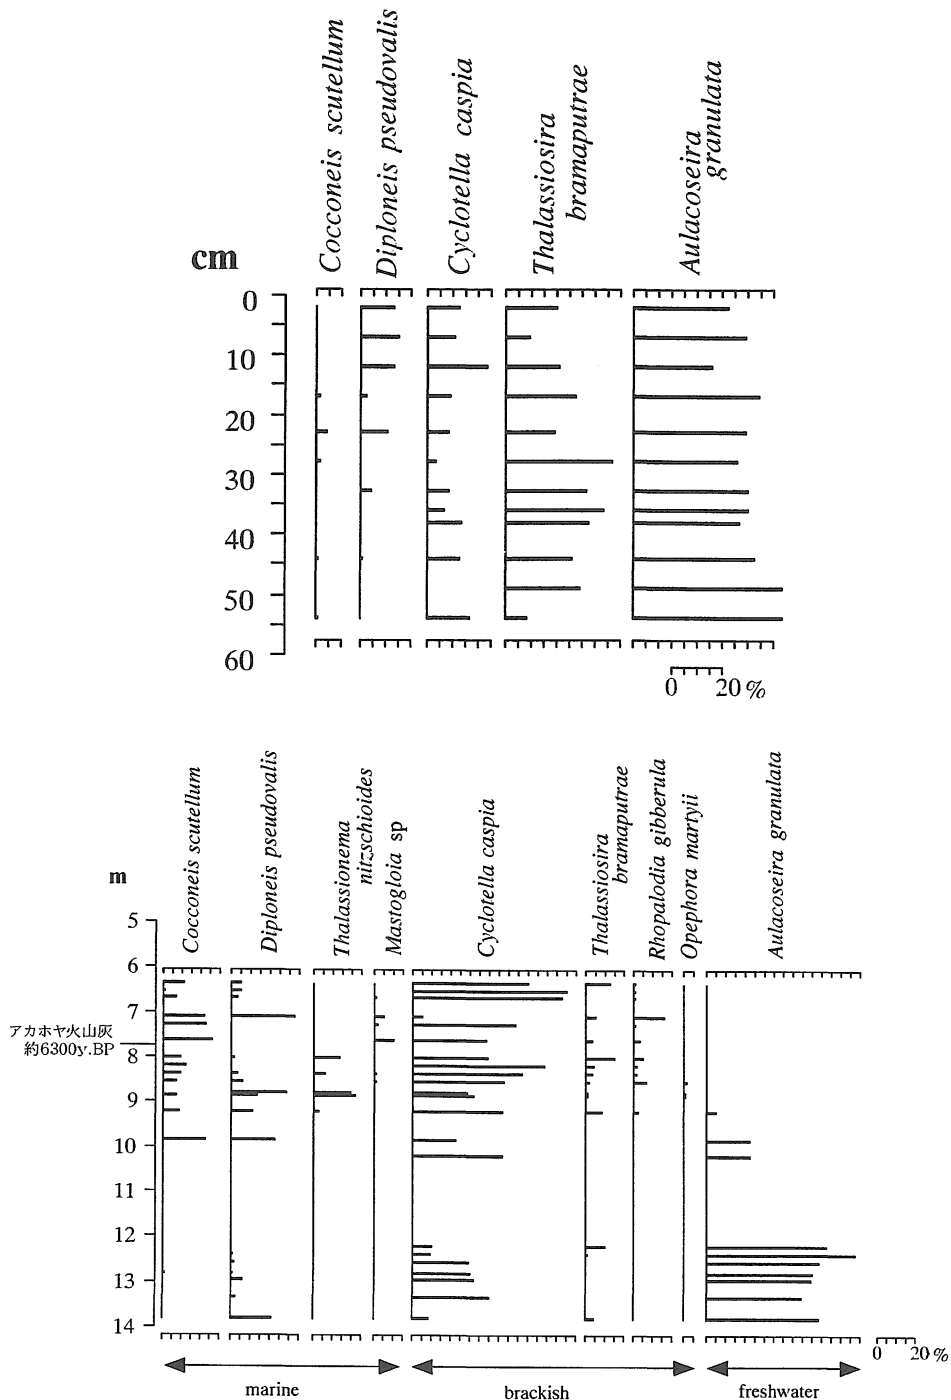 Cocconeis scutellum
Diploneis pseudovalis
Cyclotella caspia
Thalassiosira
bramaputrae
Aulacoseira
granulata
cm
0
10
20
30
40
50
60
0 20 %
Cocconeis scutellum
Diploneis pseudovalis
Thalassionema
nitzschioides
Mastogloia sp
Cyclotella caspia
Thalassiosira
bramaputrae
Rhopalodia gibberula
Opephora martyii
Aulacoseira granulata
m
5
6
7
アカホヤ火山灰
約6300y.BP
8
9
10
11
12
13
14
0 20 %
marine brackish freshwater